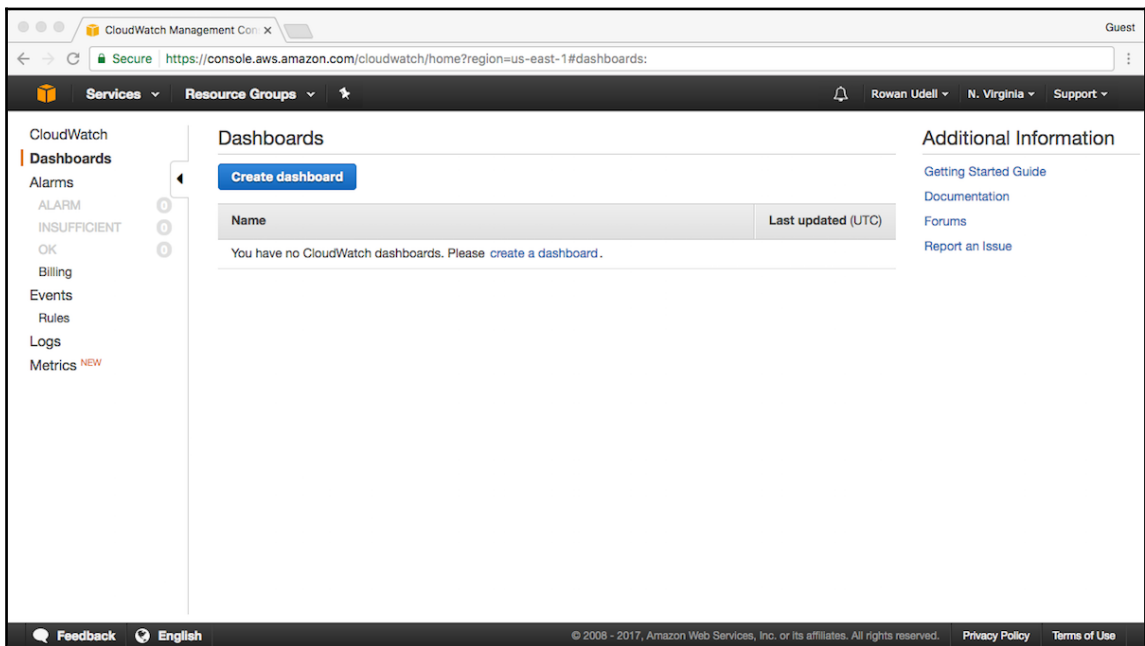 CloudWatch Management Con
Guest
Secure https://console.aws.amazon.com/cloudwatch/home?region=us-east-1#dashboards:
Services Resource Groups Rowan Udell N. Virginia Support
CloudWatch
Dashboards
Alarms
ALARM 0
INSUFFICIENT 0
OK 0
Billing
Events
Rules
Logs
Metrics NEW
Dashboards
Create dashboard
Name Last updated (UTC)
You have no CloudWatch dashboards. Please create a dashboard.
Additional Information
Getting Started Guide
Documentation
Forums
Report an Issue
Feedback English © 2008 - 2017, Amazon Web Services, Inc. or its affiliates. All rights reserved. Privacy Policy Terms of Use